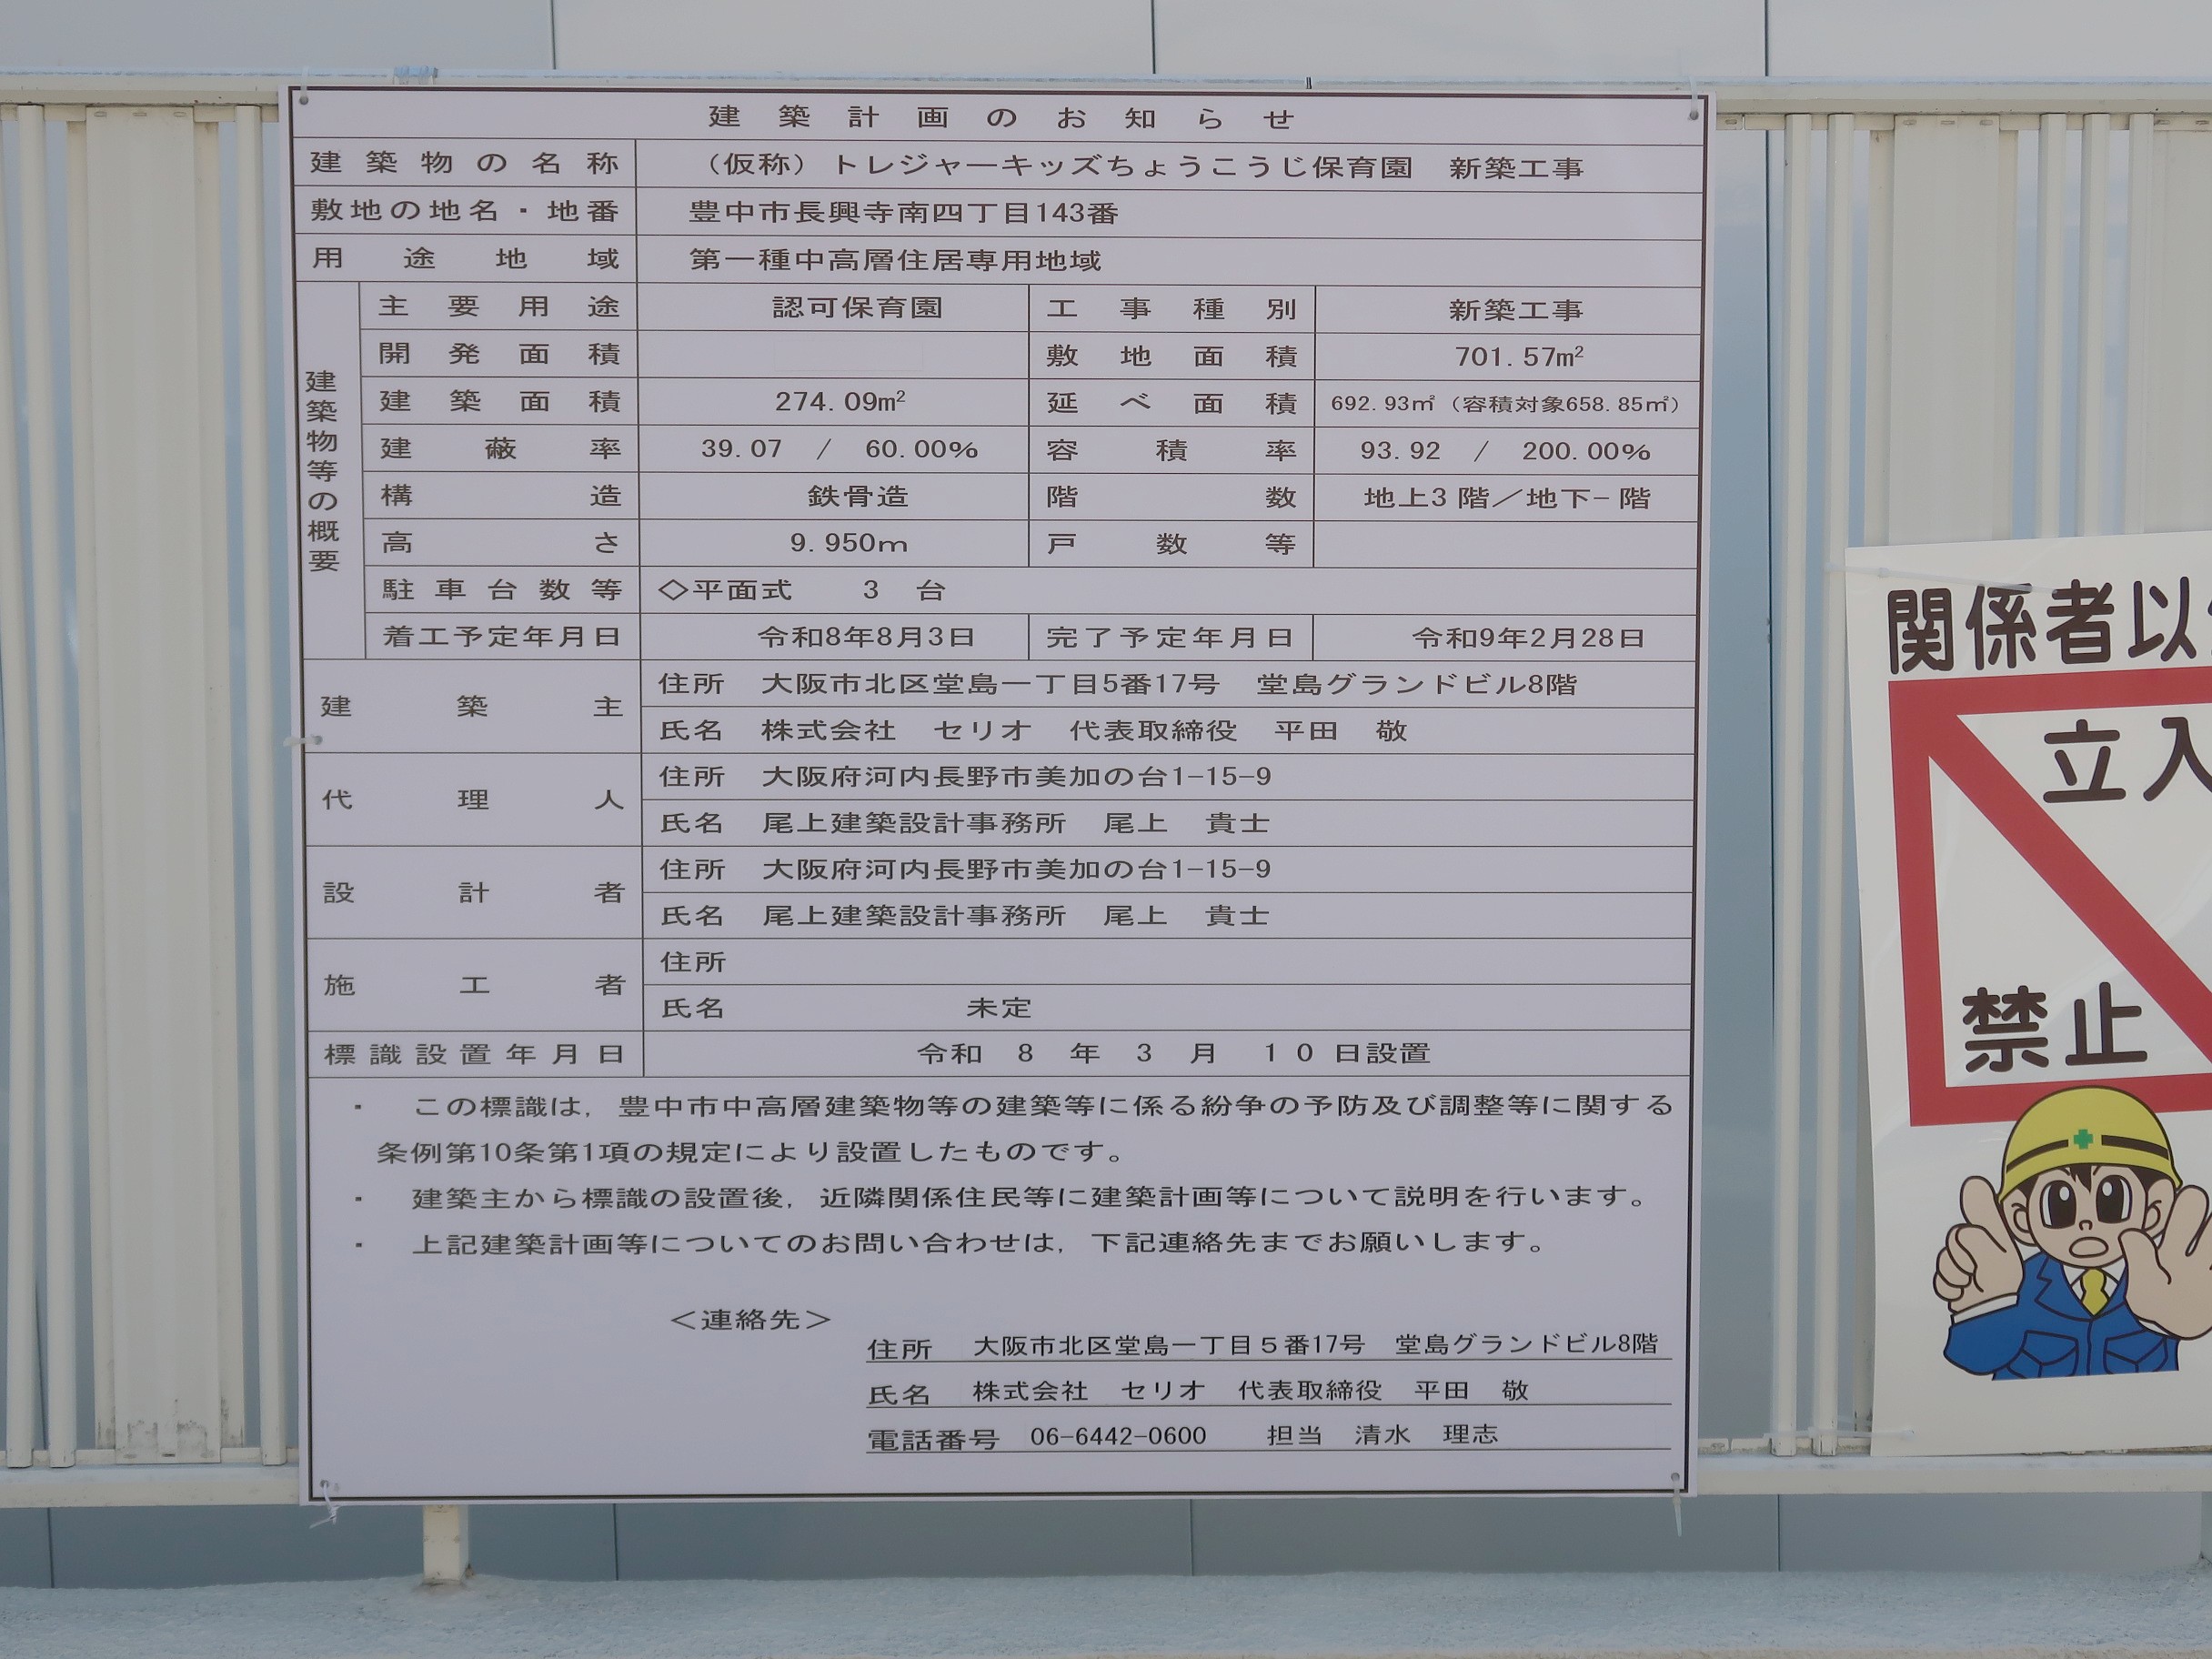 建築計画のお知らせ
建築物の名称 （仮称）トレジャーキッズちょうこうじ保育園　新築工事
敷地の地名・地番 豊中市長興寺南四丁目143番
用途地域 第一種中高層住居専用地域
建築物等の概要
主要用途 認可保育園 工事種別 新築工事
開発面積 敷地面積 701.57m²
建築面積 274.09m² 延べ面積 692.93㎡（容積対象658.85㎡）
建蔽率 39.07 / 60.00% 容積率 93.92 / 200.00%
構造 鉄骨造 階数 地上3階／地下−階
高さ 9.950m 戸数等
駐車台数等 ◇平面式 3 台
着工予定年月日 令和8年8月3日 完了予定年月日 令和9年2月28日
建築主 住所 大阪市北区堂島一丁目5番17号　堂島グランドビル8階
氏名 株式会社　セリオ　代表取締役　平田　敬
代理人 住所 大阪府河内長野市美加の台1−15−9
氏名 尾上建築設計事務所　尾上　貴士
設計者 住所 大阪府河内長野市美加の台1−15−9
氏名 尾上建築設計事務所　尾上　貴士
施工者 住所
氏名 未定
標識設置年月日 令和 8 年 3 月 10 日設置
・ この標識は，豊中市中高層建築物等の建築等に係る紛争の予防及び調整等に関する
条例第10条第1項の規定により設置したものです。
・ 建築主から標識の設置後，近隣関係住民等に建築計画等について説明を行います。
・ 上記建築計画等についてのお問い合わせは，下記連絡先までお願いします。
＜連絡先＞
住所 大阪市北区堂島一丁目５番17号　堂島グランドビル8階
氏名 株式会社　セリオ　代表取締役　平田　敬
電話番号 06−6442−0600　担当　清水　理志
関係者以
立入
禁止